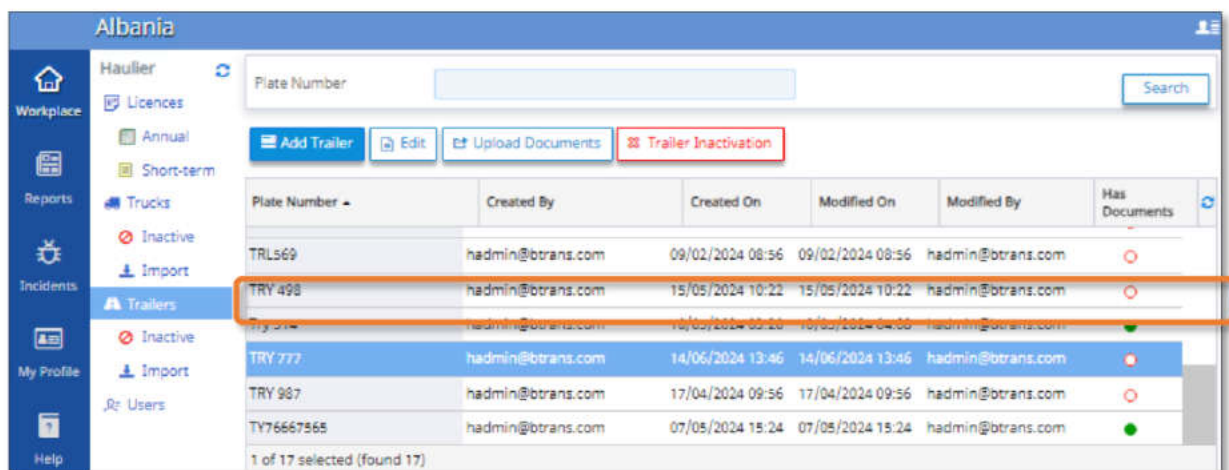 Albania
Workplace
Reports
Incidents
My Profile
Help
Haulier
Licences
Annual
Short-term
Trucks
Inactive
Import
Trailers
Inactive
Import
Users
Plate Number
Search
Add Trailer Edit Upload Documents Trailer Inactivation
Plate Number Created By Created On Modified On Modified By Has Documents
TRL569 hadmin@btrans.com 09/02/2024 08:56 09/02/2024 08:56 hadmin@btrans.com
TRY 498 hadmin@btrans.com 15/05/2024 10:22 15/05/2024 10:22 hadmin@btrans.com
TRY 777 hadmin@btrans.com 14/06/2024 13:46 14/06/2024 13:46 hadmin@btrans.com
TRY 987 hadmin@btrans.com 17/04/2024 09:56 17/04/2024 09:56 hadmin@btrans.com
TY76667565 hadmin@btrans.com 07/05/2024 15:24 07/05/2024 15:24 hadmin@btrans.com
1 of 17 selected (found 17)